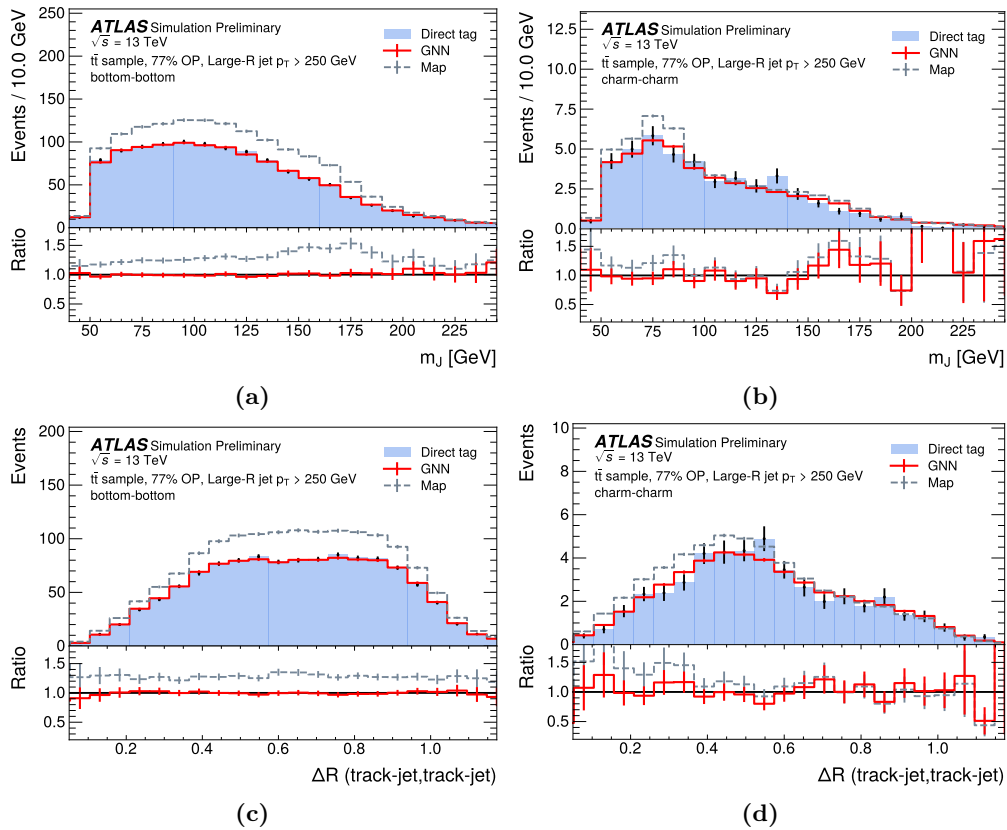 Events / 10.0 GeV
250
200
150
100
50
0
ATLAS Simulation Preliminary
√s = 13 TeV
tt̄ sample, 77% OP, Large-R jet pT > 250 GeV
bottom-bottom
Direct tag
GNN
Map
Ratio
1.5
1.0
0.5
50 75 100 125 150 175 200 225
mJ [GeV]
(a)
Events / 10.0 GeV
12.5
10.0
7.5
5.0
2.5
0.0
ATLAS Simulation Preliminary
√s = 13 TeV
tt̄ sample, 77% OP, Large-R jet pT > 250 GeV
charm-charm
Direct tag
GNN
Map
Ratio
1.5
1.0
0.5
50 75 100 125 150 175 200 225
mJ [GeV]
(b)
Events
200
150
100
50
0
ATLAS Simulation Preliminary
√s = 13 TeV
tt̄ sample, 77% OP, Large-R jet pT > 250 GeV
bottom-bottom
Direct tag
GNN
Map
Ratio
1.5
1.0
0.5
0.2 0.4 0.6 0.8 1.0
ΔR (track-jet,track-jet)
(c)
Events
10
8
6
4
2
0
ATLAS Simulation Preliminary
√s = 13 TeV
tt̄ sample, 77% OP, Large-R jet pT > 250 GeV
charm-charm
Direct tag
GNN
Map
Ratio
1.5
1.0
0.5
0.2 0.4 0.6 0.8 1.0
ΔR (track-jet,track-jet)
(d)